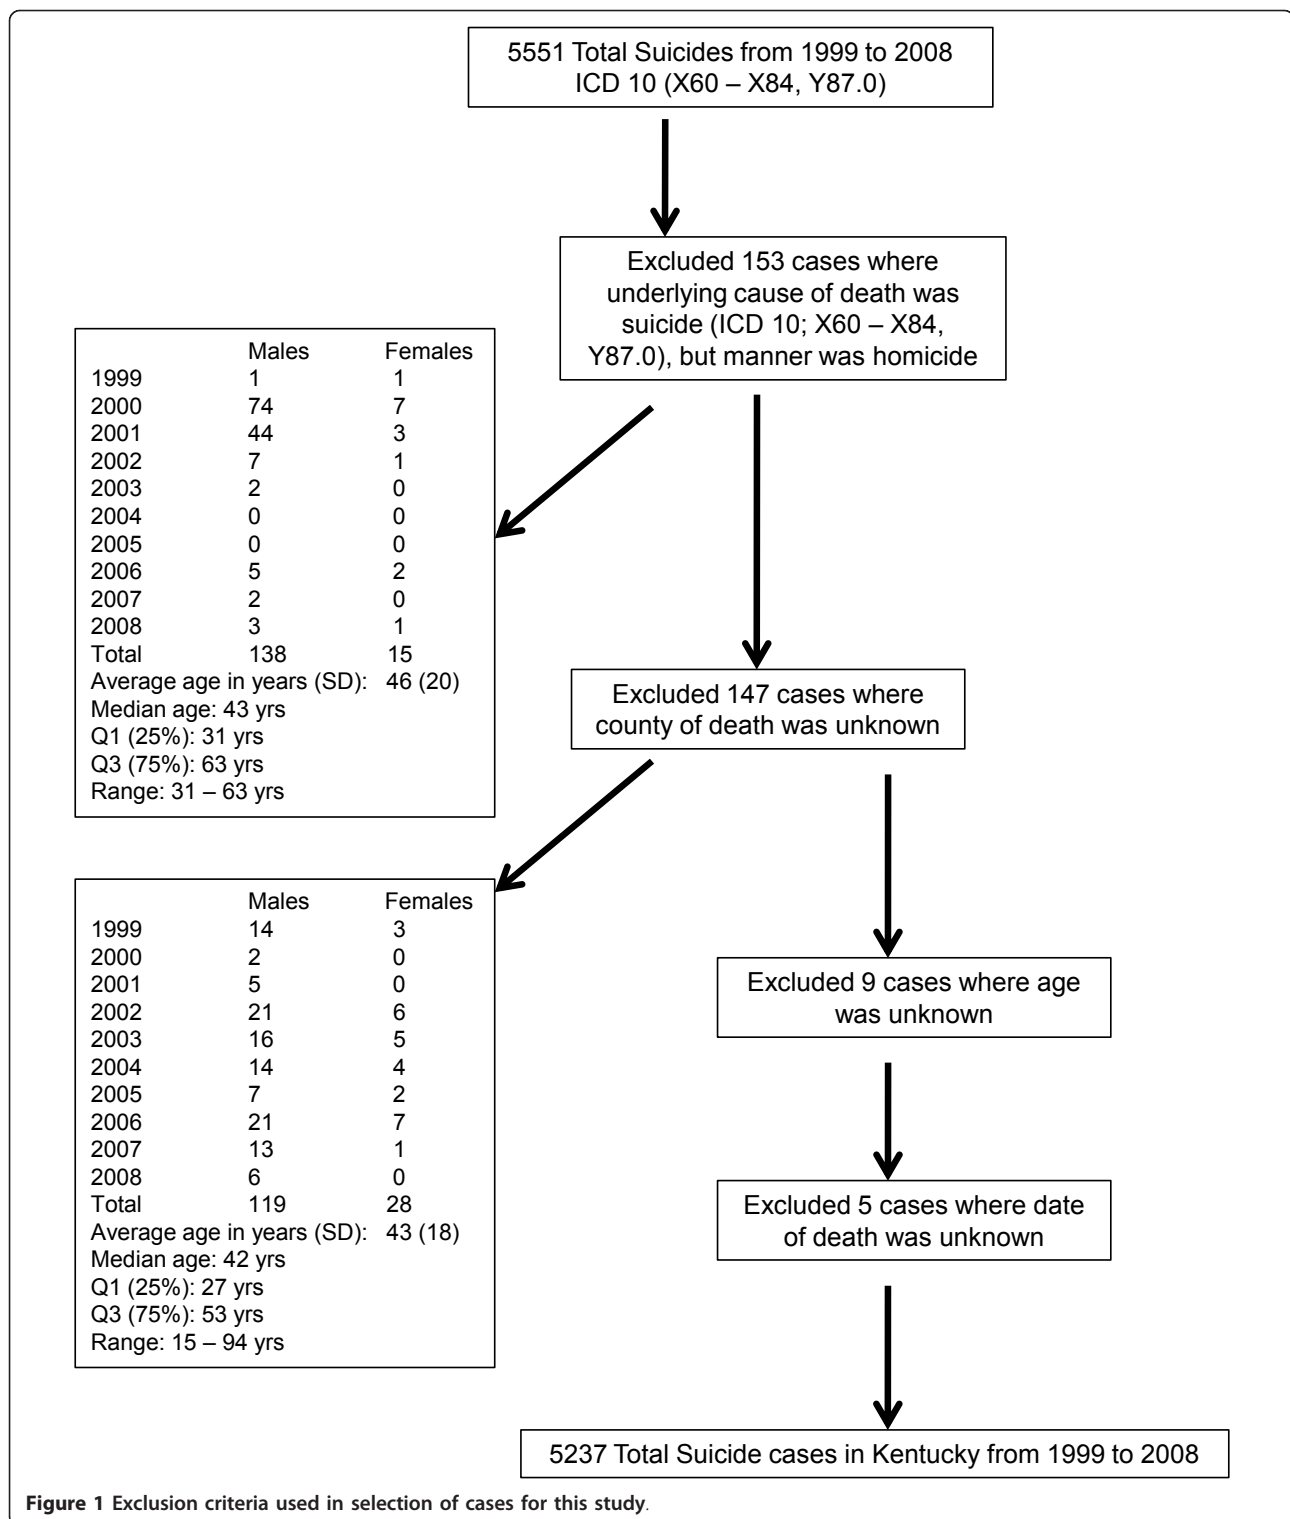 5551 Total Suicides from 1999 to 2008
ICD 10 (X60 – X84, Y87.0)
Excluded 153 cases where
underlying cause of death was
suicide (ICD 10; X60 – X84,
Y87.0), but manner was homicide
Males Females
1999 1 1
2000 74 7
2001 44 3
2002 7 1
2003 2 0
2004 0 0
2005 0 0
2006 5 2
2007 2 0
2008 3 1
Total 138 15
Average age in years (SD): 46 (20)
Median age: 43 yrs
Q1 (25%): 31 yrs
Q3 (75%): 63 yrs
Range: 31 – 63 yrs
Excluded 147 cases where
county of death was unknown
Males Females
1999 14 3
2000 2 0
2001 5 0
2002 21 6
2003 16 5
2004 14 4
2005 7 2
2006 21 7
2007 13 1
2008 6 0
Total 119 28
Average age in years (SD): 43 (18)
Median age: 42 yrs
Q1 (25%): 27 yrs
Q3 (75%): 53 yrs
Range: 15 – 94 yrs
Excluded 9 cases where age
was unknown
Excluded 5 cases where date
of death was unknown
5237 Total Suicide cases in Kentucky from 1999 to 2008
Figure 1 Exclusion criteria used in selection of cases for this study.